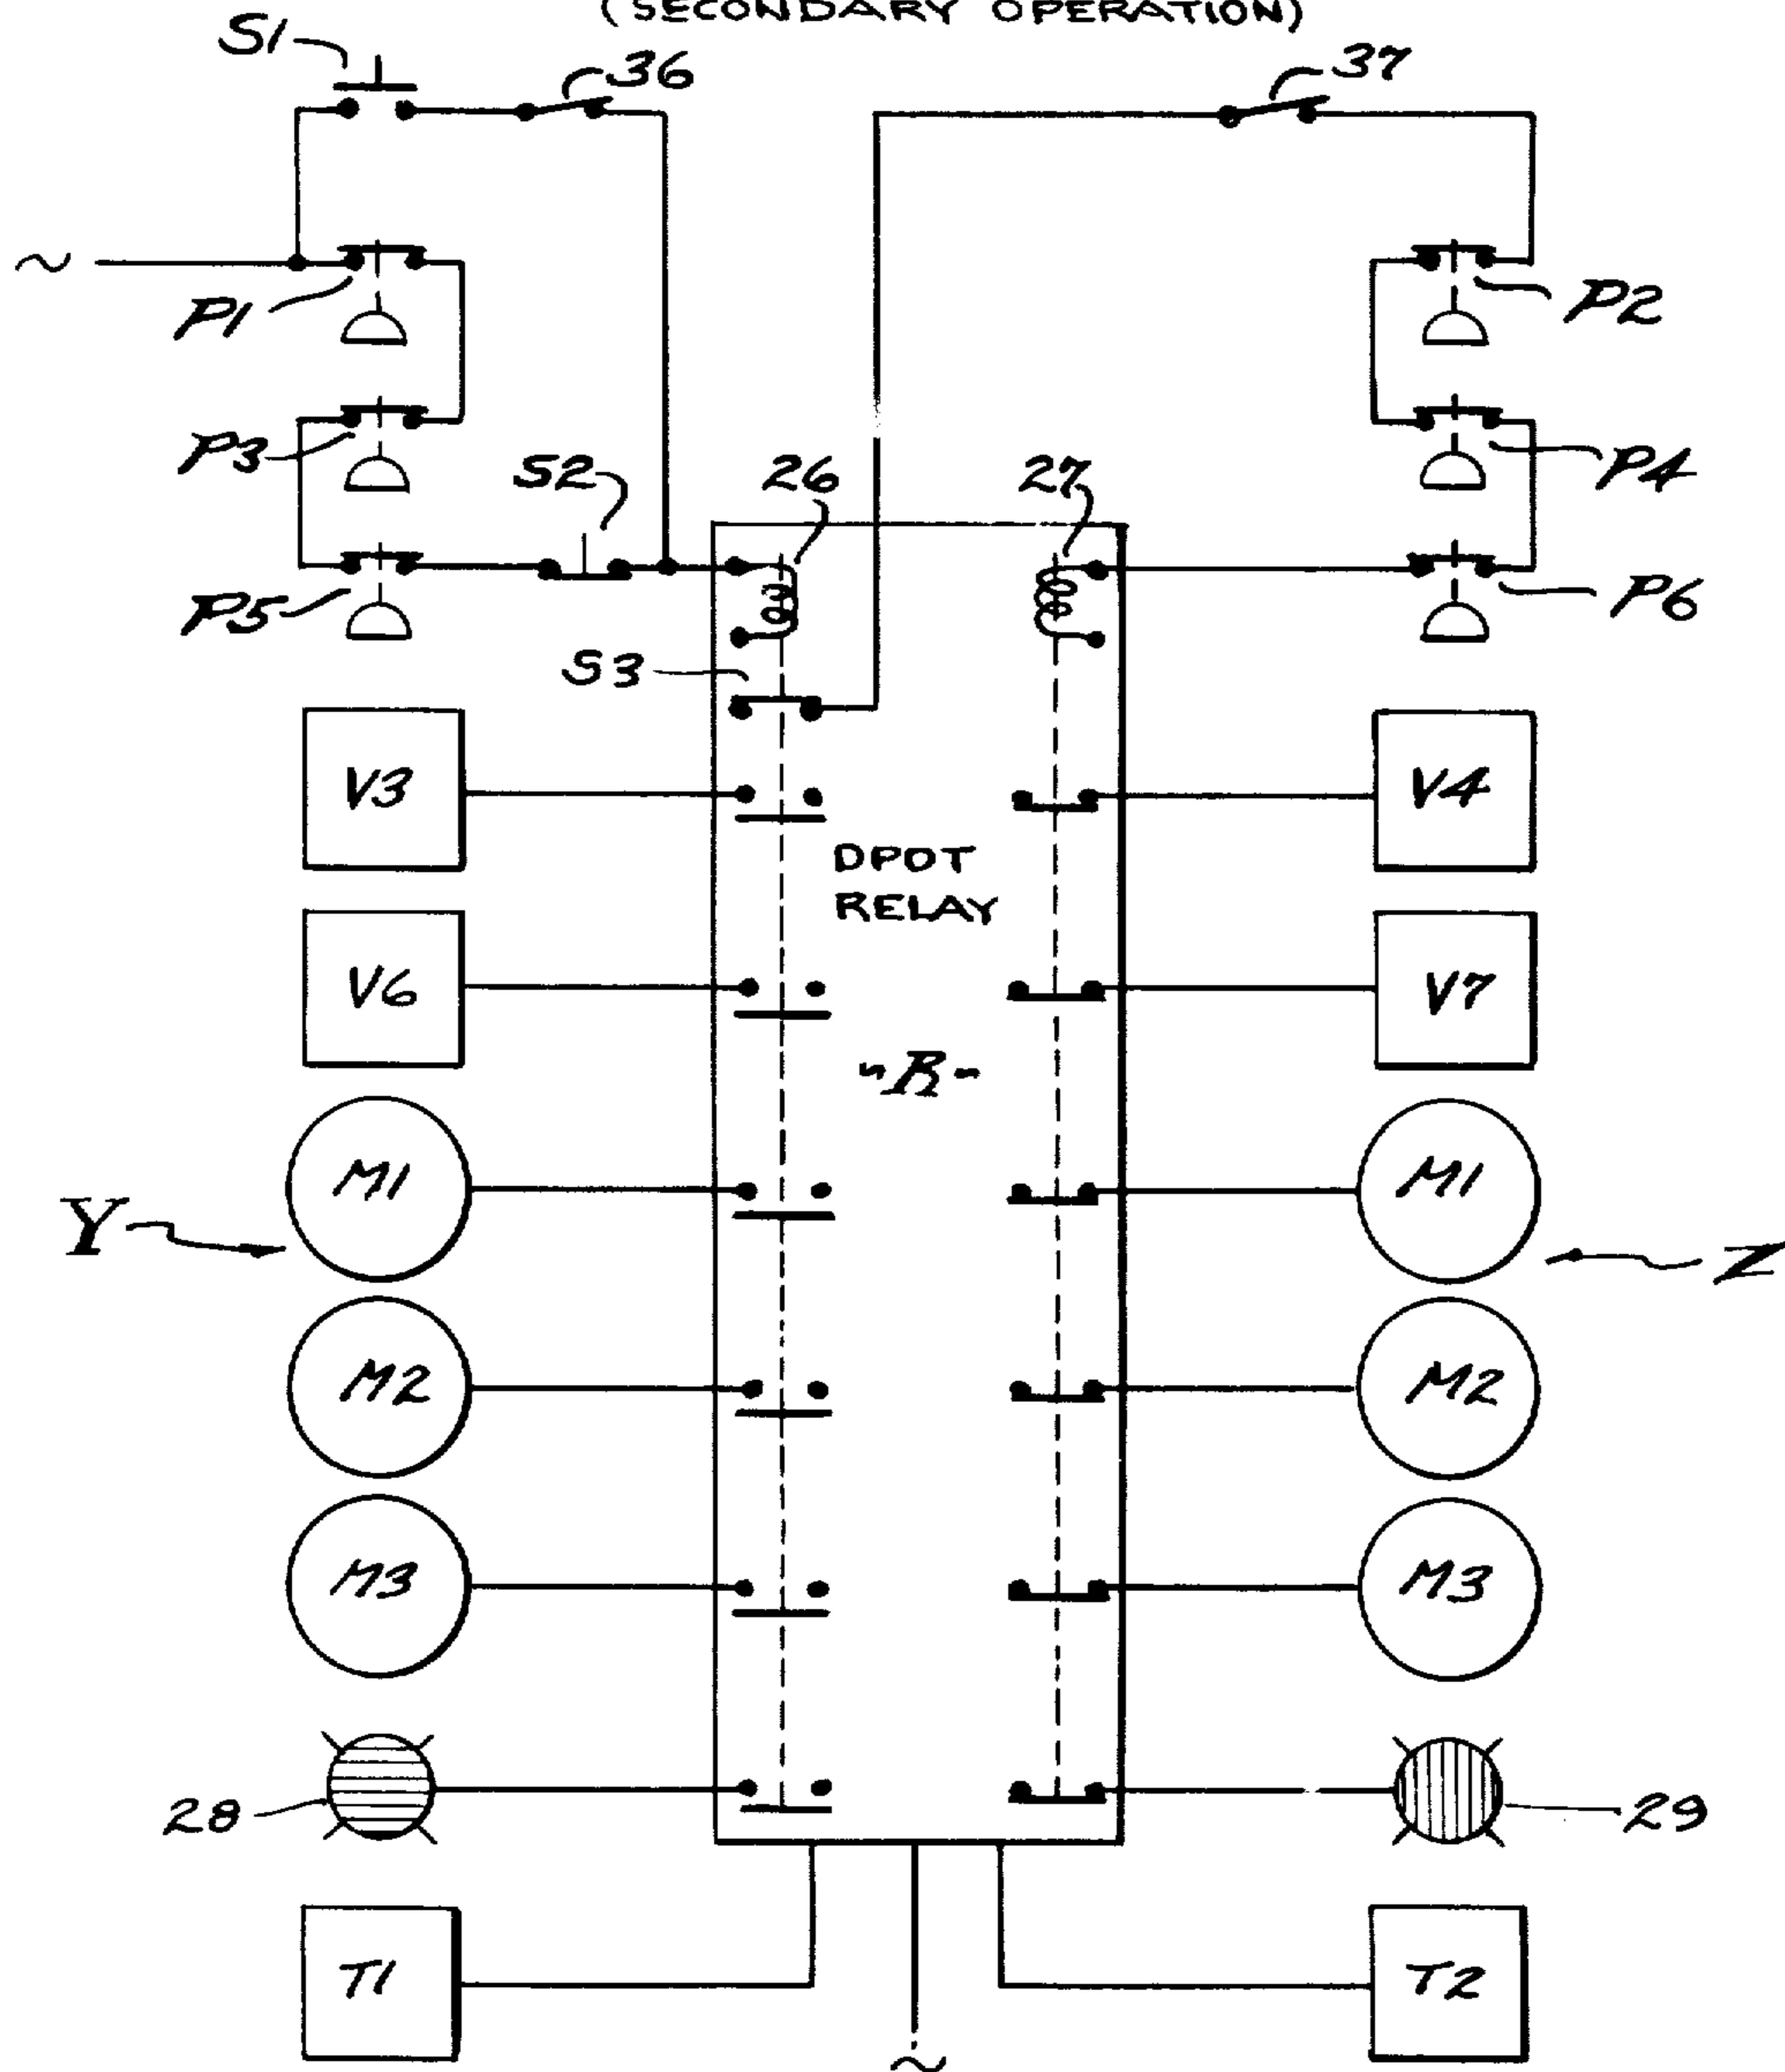 (SECONDARY OPERATION)
S1
36
37
~
P1
P2
P3
S2
26
27
P4
P5
S3
P6
V3
V4
DPOT
RELAY
V6
V7
"R"
M1
M1
Y
Z
M2
M2
M3
M3
28
29
T1
T2
~